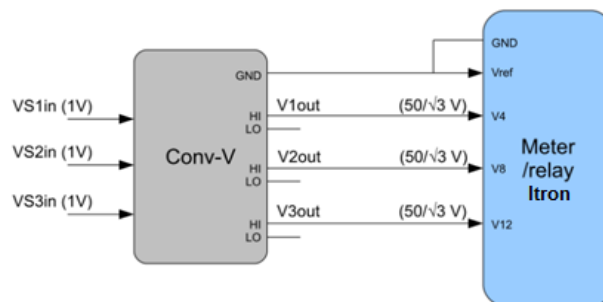 GND
GND
Vref
VS1in (1V)
V1out
(50/√3 V)
HI
V4
LO
VS2in (1V)
Conv-V
V2out
(50/√3 V)
HI
V8
LO
Meter
/relay
Itron
VS3in (1V)
V3out
(50/√3 V)
HI
V12
LO